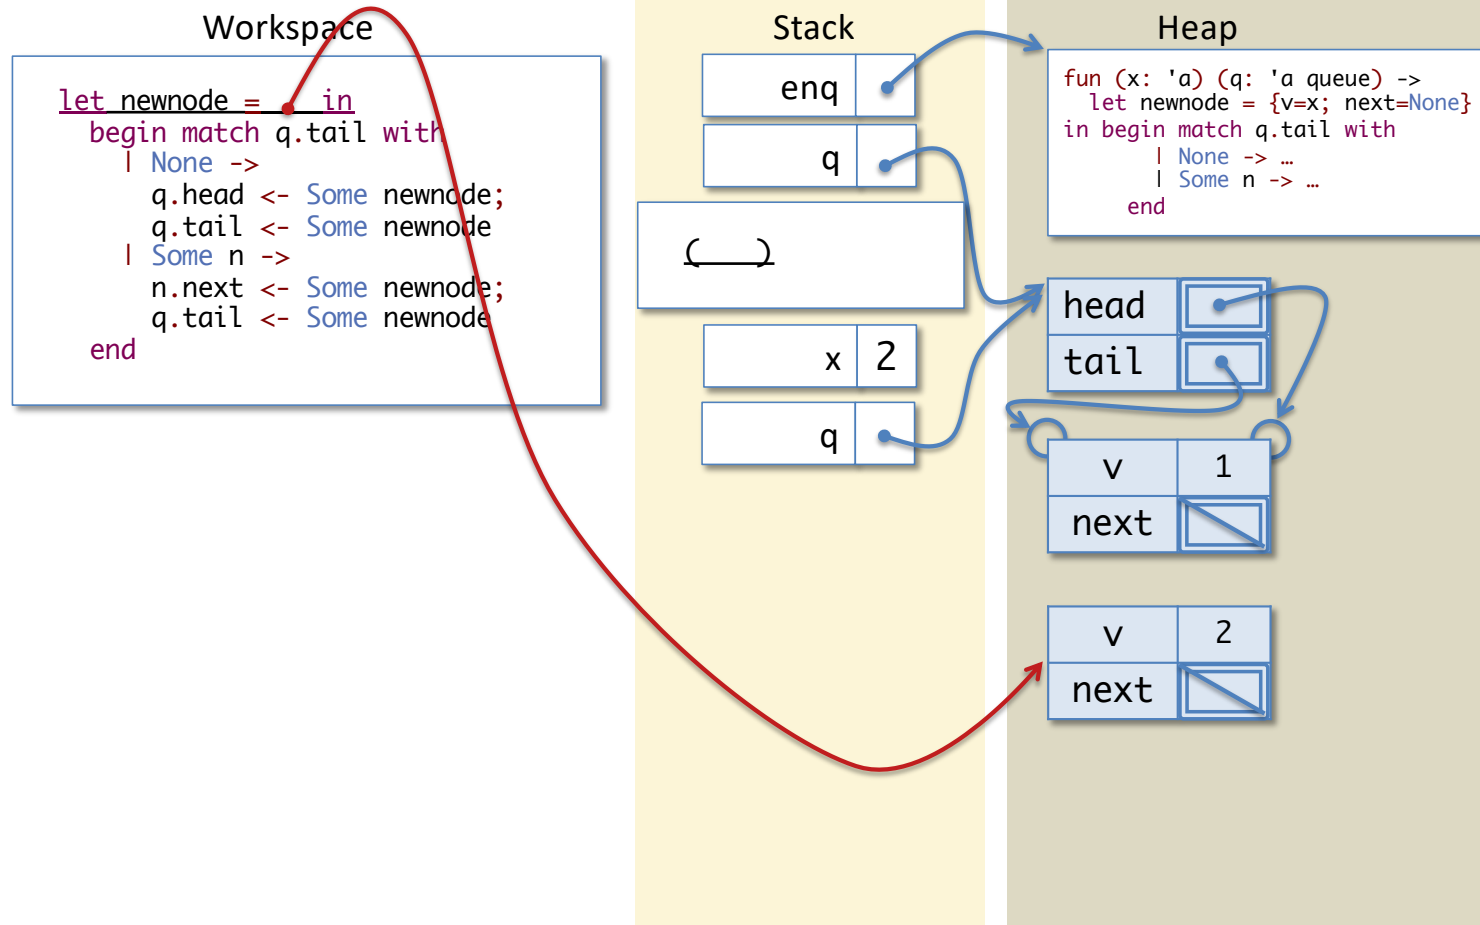 Workspace
let newnode = ____in
begin match q.tail with
| None ->
q.head <- Some newnode;
q.tail <- Some newnode
| Some n ->
n.next <- Some newnode;
q.tail <- Some newnode
end
Stack
enq
q
(____)
x 2
q
Heap
fun (x: 'a) (q: 'a queue) ->
let newnode = {v=x; next=None}
in begin match q.tail with
| None -> …
| Some n -> …
end
head
tail
v 1
next
v 2
next